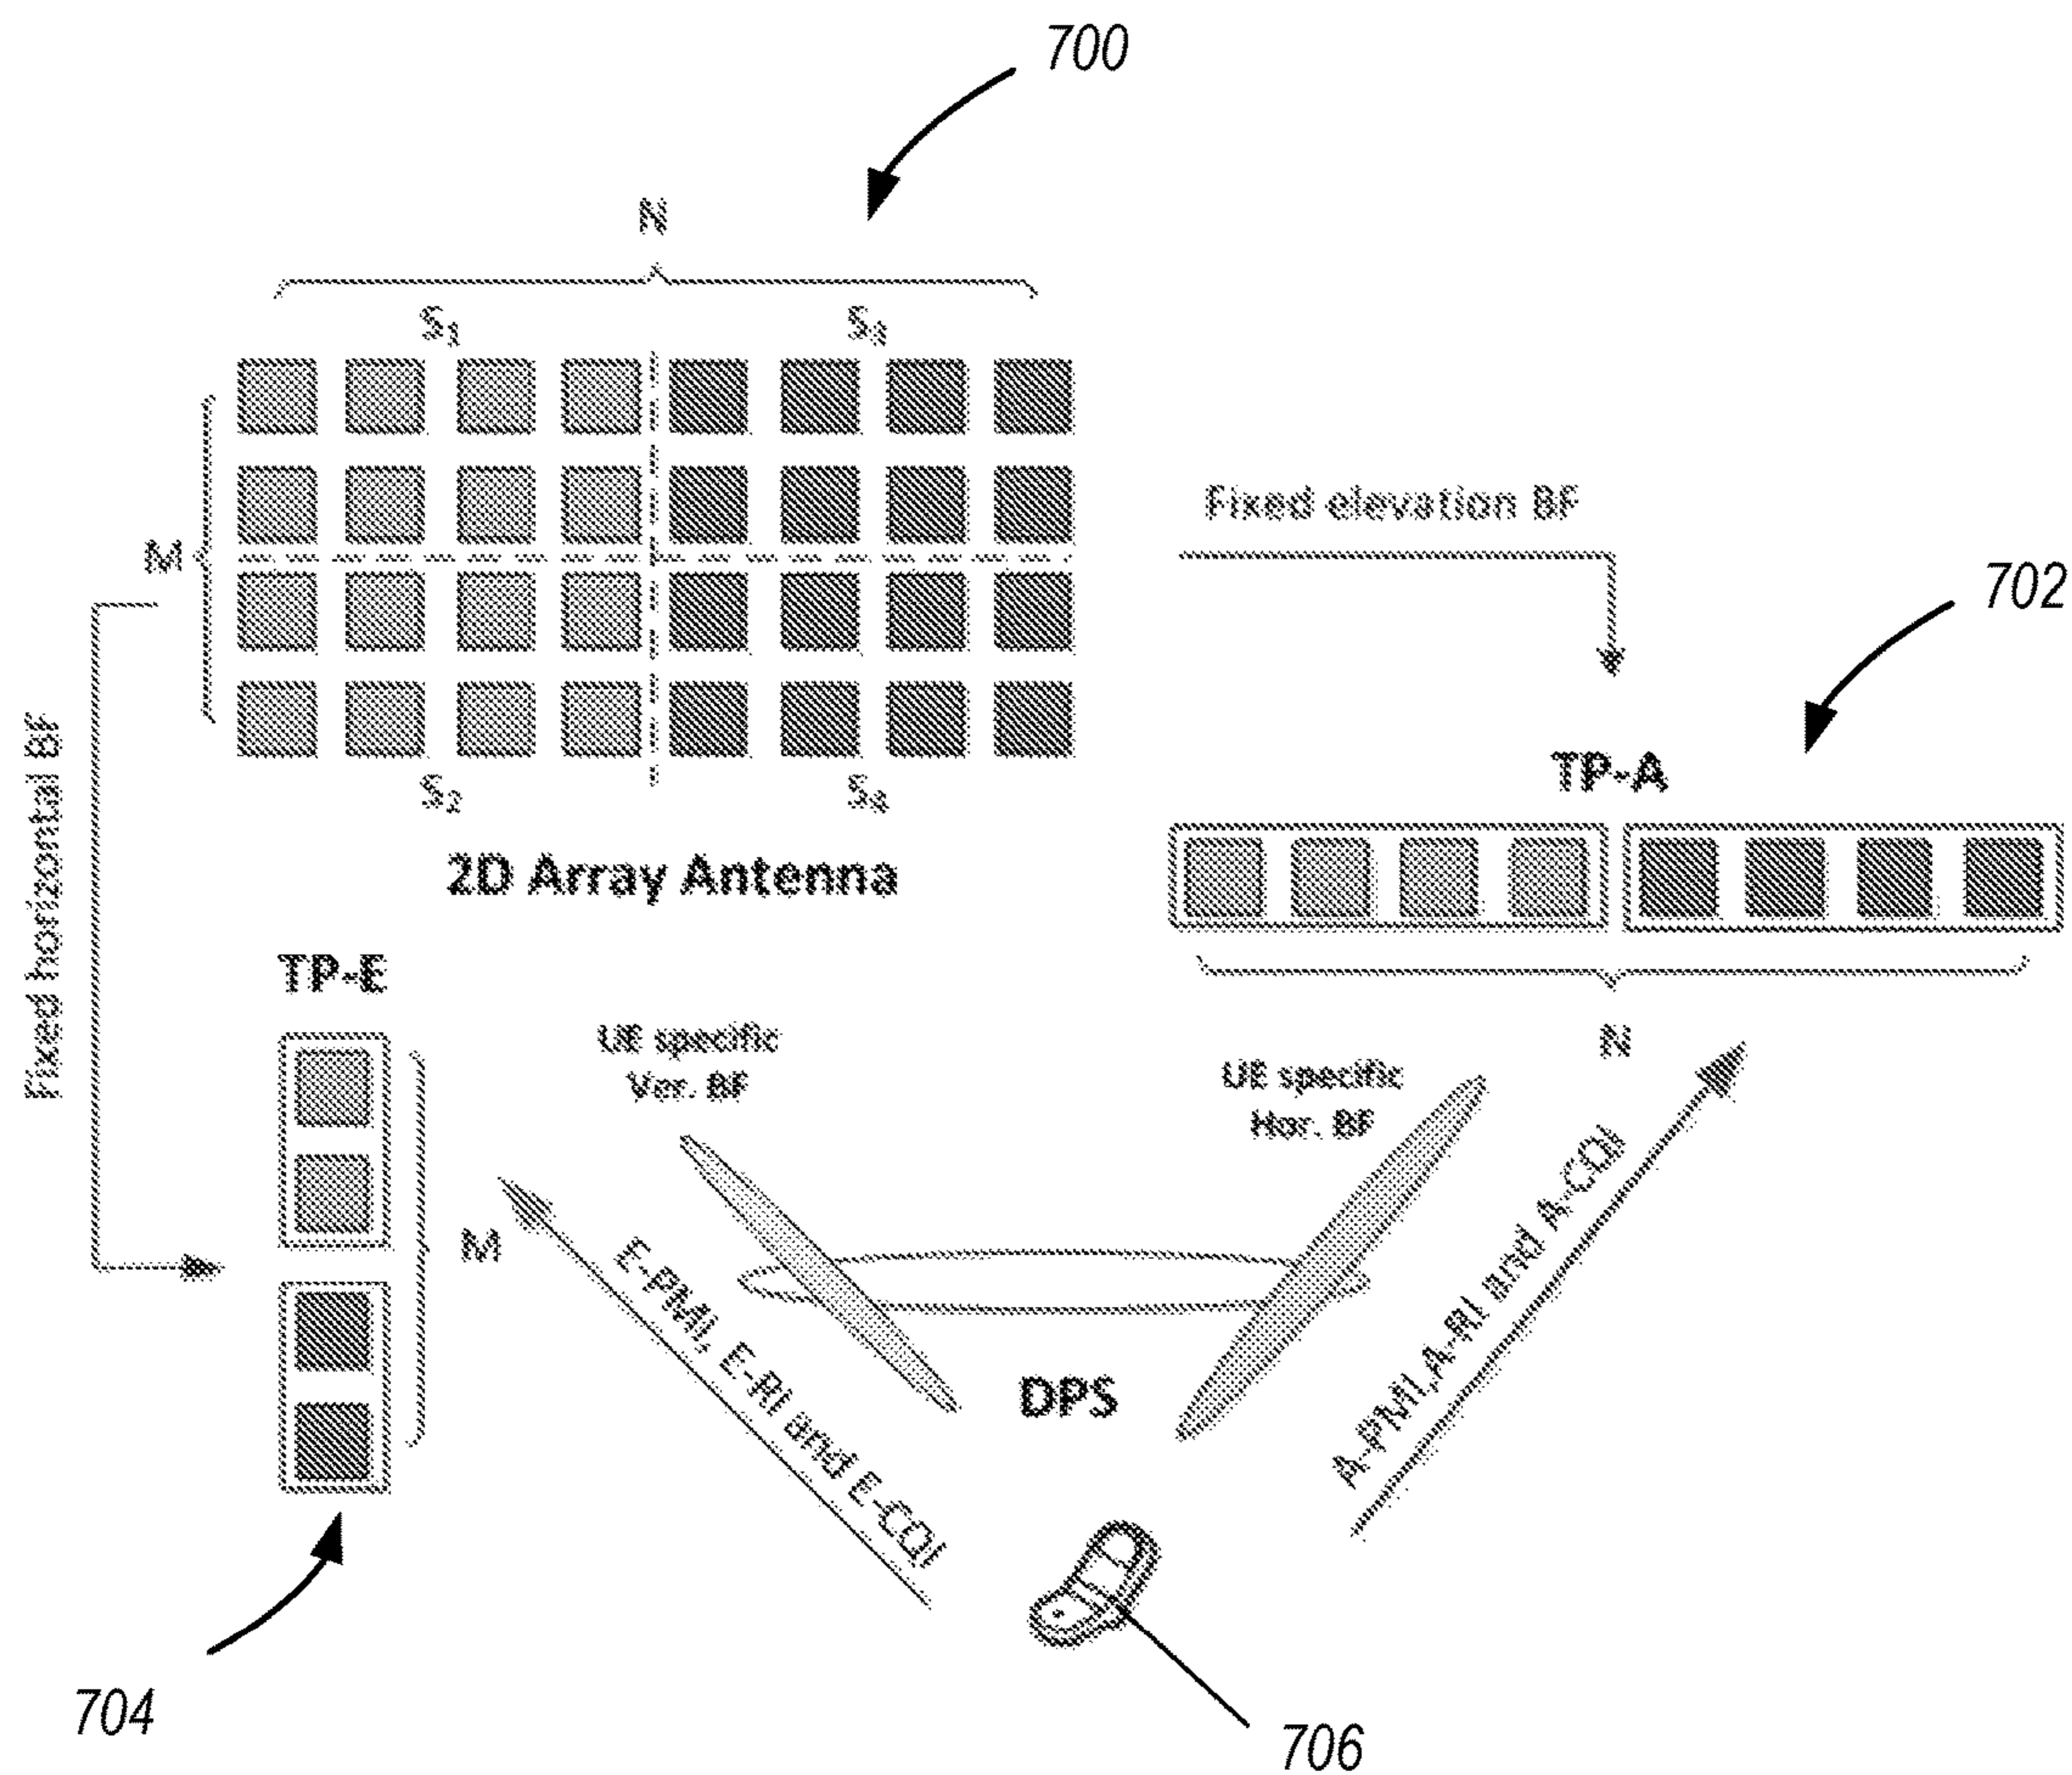 700
N
S₁
S₃
M
Fixed elevation BF
702
Fixed horizontal BF
S₂
S₄
TP-A
2D Array Antenna
TP-E
N
UE specific
Ver. BF
UE specific
Hor. BF
M
E-PMI, E-RI and E-CQI
A-PMI,A-RI and A-CQI
DPS
704
706